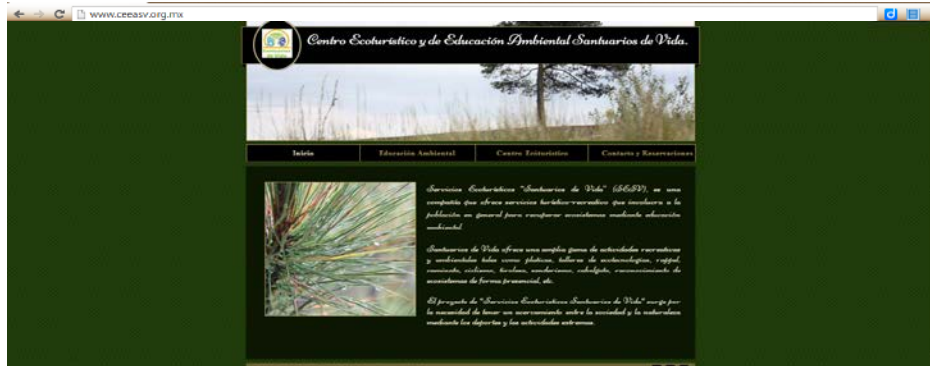 www.ceeasv.org.mx
Centro Ecoturístico y de Educación Ambiental Santuarios de Vida.
Inicio Educación Ambiental Centro Ecoturístico Contacto y Reservaciones
Servicios Ecoturísticos "Santuarios de Vida" (SESV), es una
compañía que ofrece servicios turístico-recreativo que involucra a la
población en general para recuperar ecosistemas mediante educación
ambiental.
Santuarios de Vida ofrece una amplia gama de actividades recreativas
y ambientales tales como pláticas, talleres de ecotecnologías, rappel,
caminata, ciclismo, tirolesa, senderismo, cabalgata, reconocimiento de
ecosistemas de forma presencial, etc.
El proyecto de "Servicios Ecoturísticos Santuarios de Vida" surge por
la necesidad de tener un acercamiento entre la sociedad y la naturaleza
mediante los deportes y las actividades extremas.